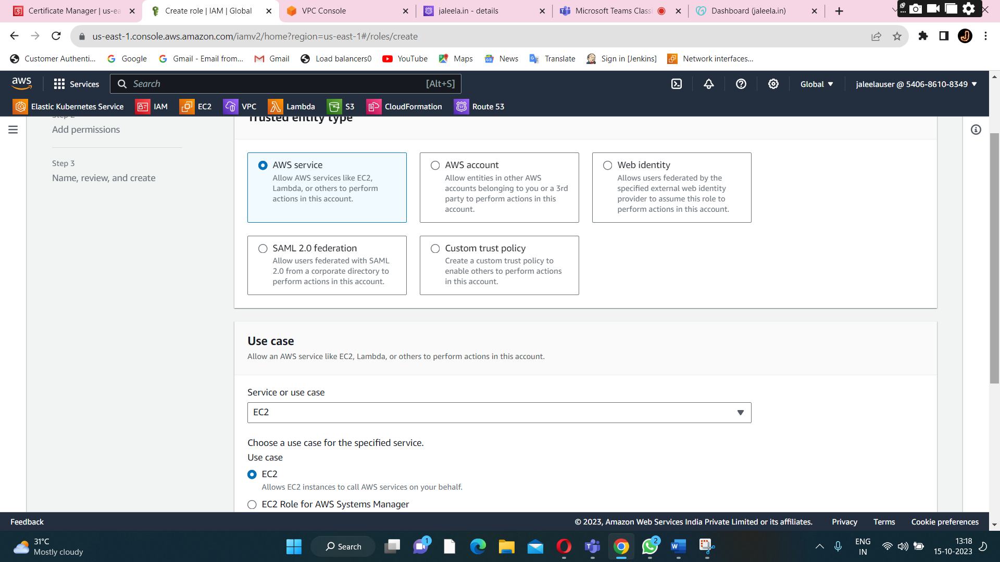 Certificate Manager | us-ea
Create role | IAM | Global
VPC Console
jaleela.in - details
Microsoft Teams Classi
Dashboard (jaleela.in)
us-east-1.console.aws.amazon.com/iamv2/home?region=us-east-1#/roles/create
Customer Authenti...
Google
Gmail - Email from...
Gmail
Load balancers0
YouTube
Maps
News
Translate
Sign in [Jenkins]
Network interfaces...
aws
Services
Search
[Alt+S]
Global
jaleelauser @ 5406-8610-8349
Elastic Kubernetes Service
IAM
EC2
VPC
Lambda
S3
CloudFormation
Route 53
Step 2
Add permissions
Step 3
Name, review, and create
Trusted entity type
AWS service
Allow AWS services like EC2,
Lambda, or others to perform
actions in this account.
AWS account
Allow entities in other AWS
accounts belonging to you or a 3rd
party to perform actions in this
account.
Web identity
Allows users federated by the
specified external web identity
provider to assume this role to
perform actions in this account.
SAML 2.0 federation
Allow users federated with SAML
2.0 from a corporate directory to
perform actions in this account.
Custom trust policy
Create a custom trust policy to
enable others to perform actions
in this account.
Use case
Allow an AWS service like EC2, Lambda, or others to perform actions in this account.
Service or use case
EC2
Choose a use case for the specified service.
Use case
EC2
Allows EC2 instances to call AWS services on your behalf.
EC2 Role for AWS Systems Manager
Feedback
© 2023, Amazon Web Services India Private Limited or its affiliates.
Privacy
Terms
Cookie preferences
31°C
Mostly cloudy
Search
1
2
ENG
IN
13:18
15-10-2023